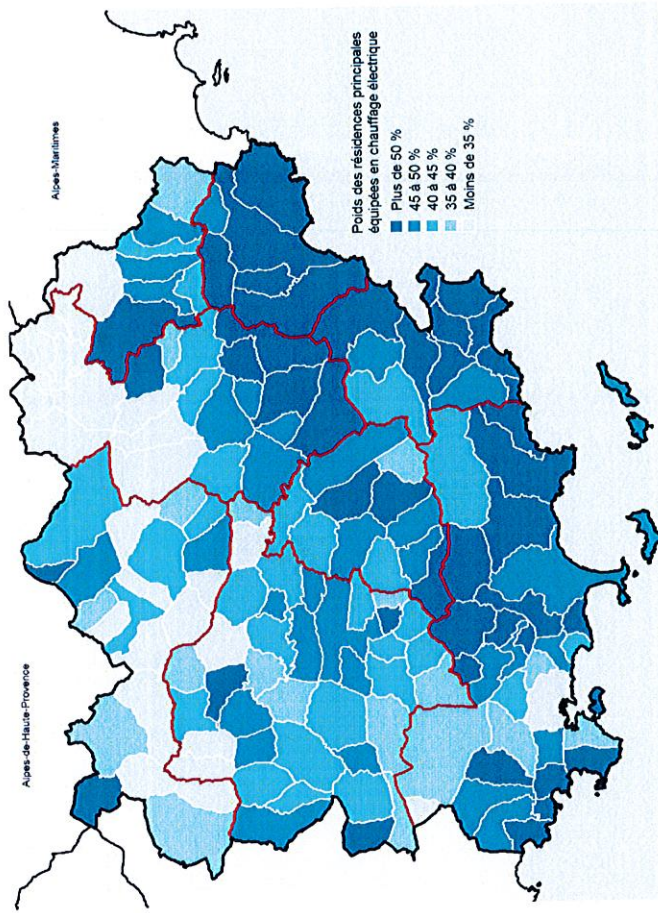 Alpes-de-Haute-Provence
Alpes-Maritimes
Poids des résidences principales
équipées en chauffage électrique
Plus de 50 %
45 à 50 %
40 à 45 %
35 à 40 %
Moins de 35 %